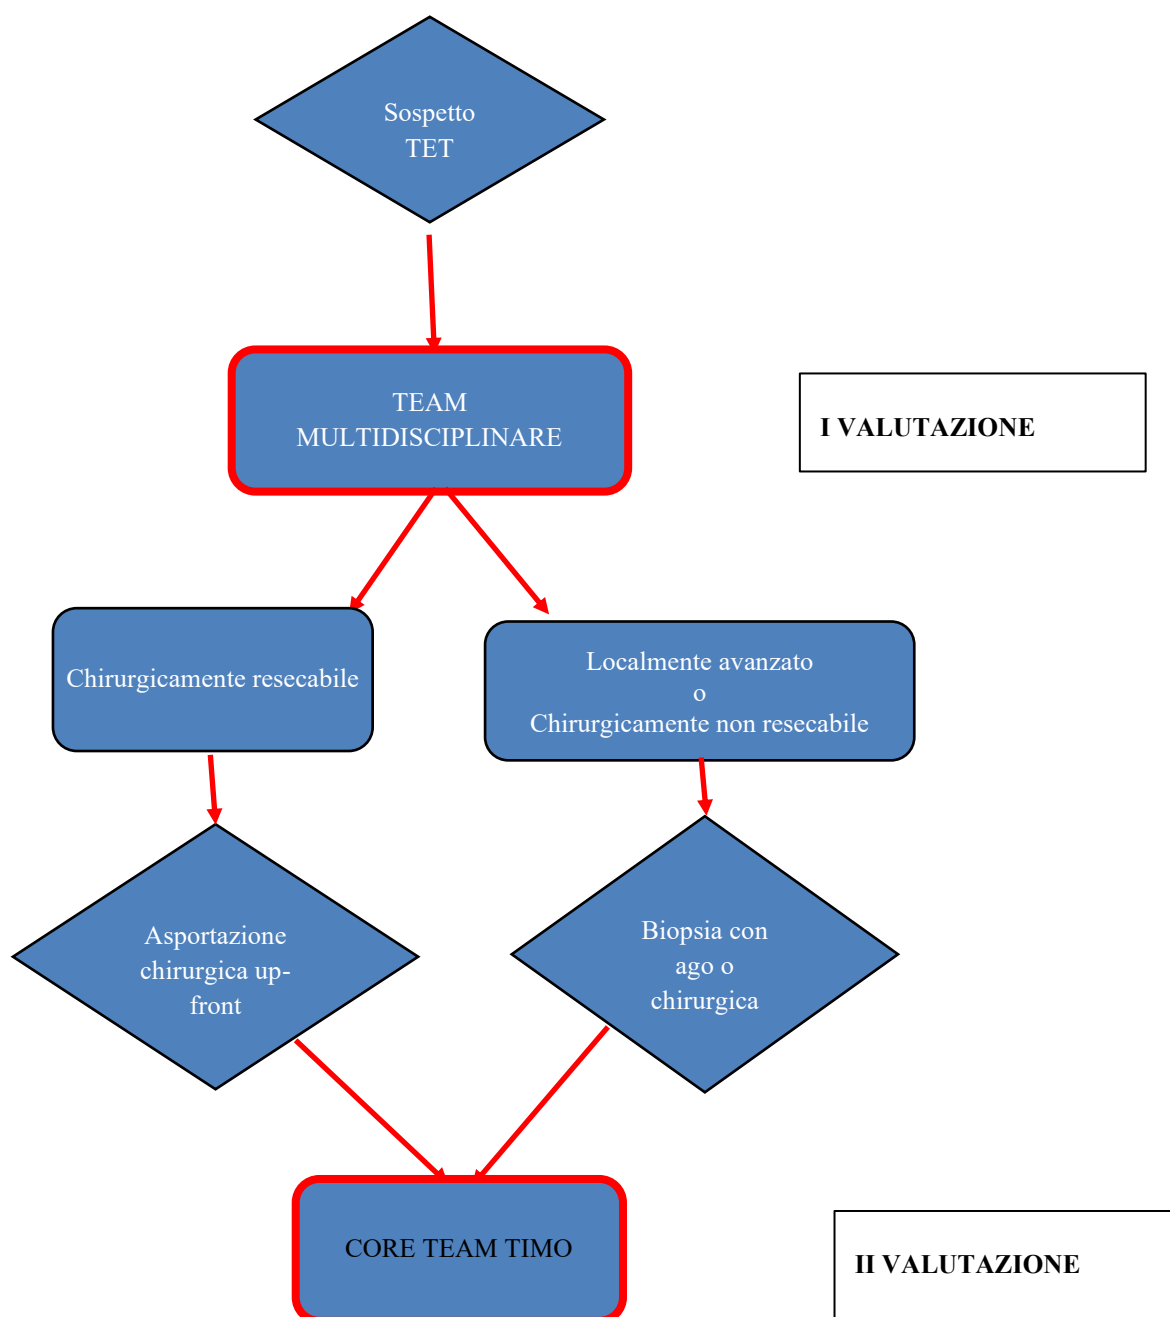 Sospetto
TET
TEAM
MULTIDISCIPLINARE
I VALUTAZIONE
Chirurgicamente resecabile
Localmente avanzato
o
Chirurgicamente non resecabile
Asportazione
chirurgica up-
front
Biopsia con
ago o
chirurgica
CORE TEAM TIMO
II VALUTAZIONE